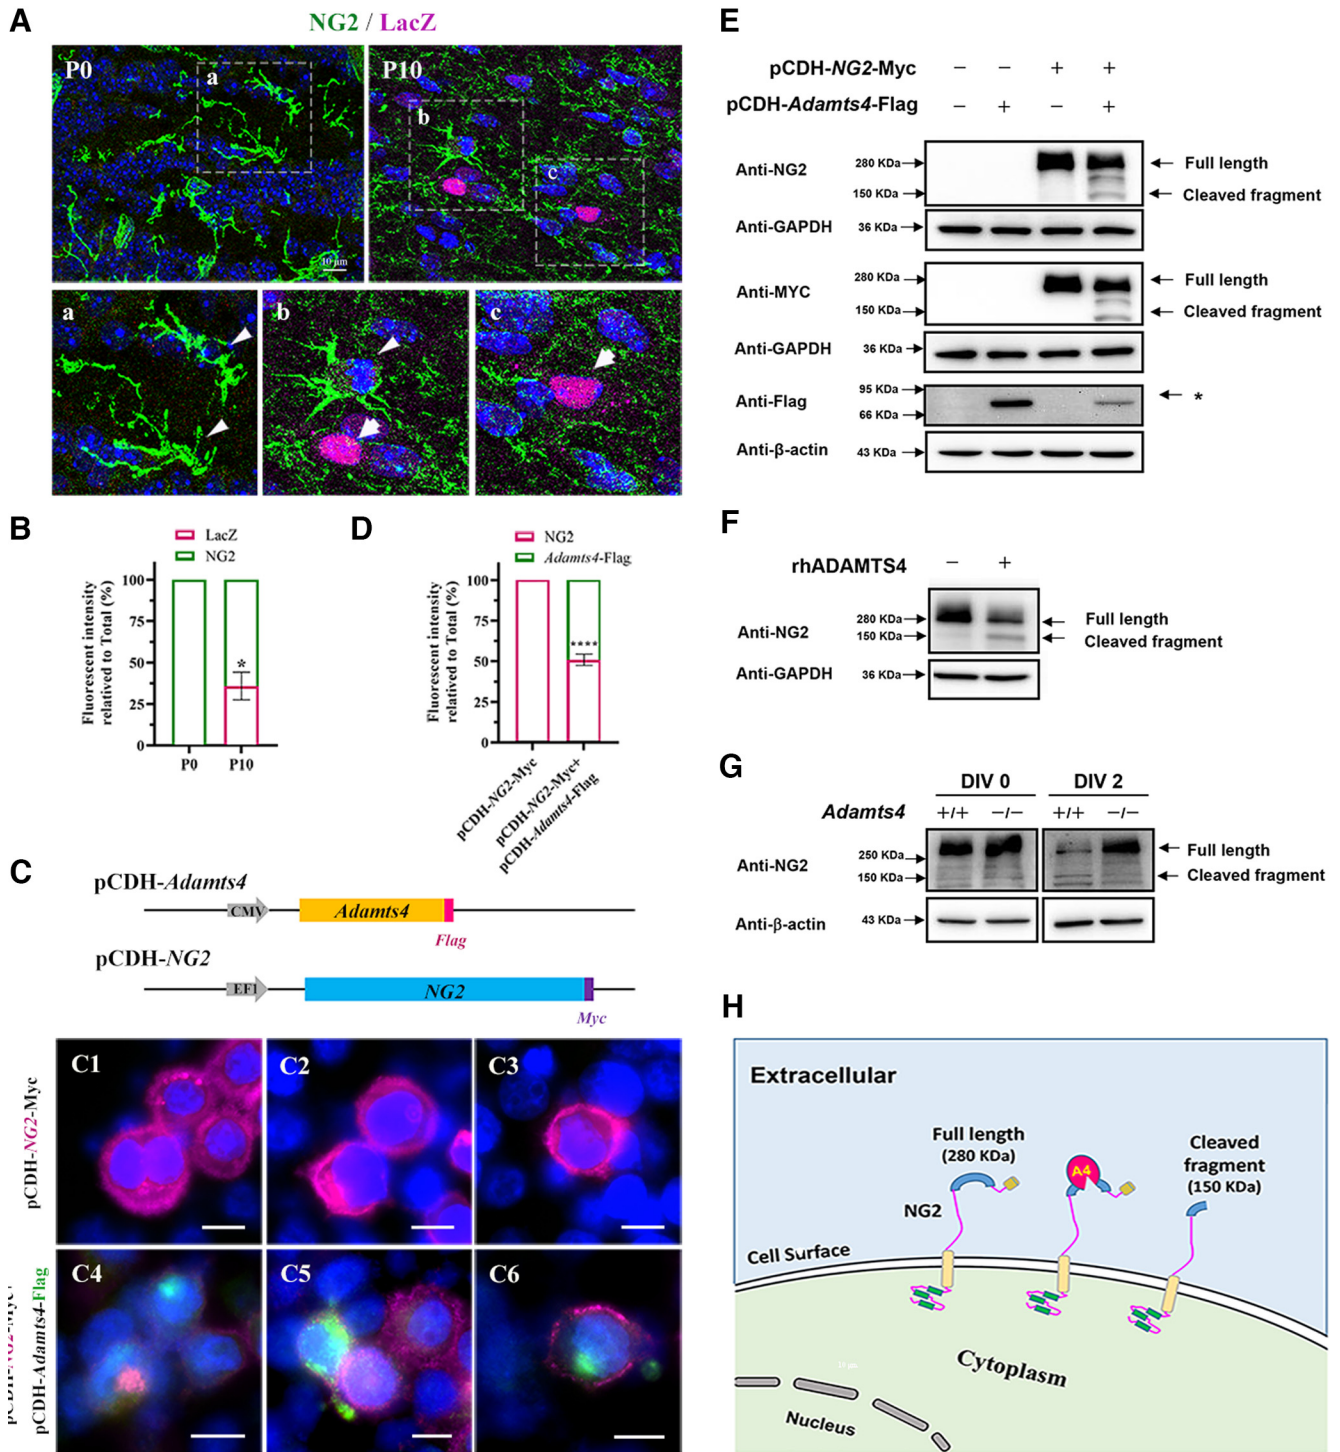 A
NG2 / LacZ
P0
a
10 μm
P10
b
c
a
b
c
B
LacZ
NG2
Fluorescent intensity
relatived to Total (%)
100
75
50
25
0
*
P0
P10
D
NG2
Adamts4-Flag
Fluorescent intensity
relatived to Total (%)
100
75
50
25
0
****
pCDH-NG2-Myc
pCDH-NG2-Myc+
pCDH-Adamts4-Flag
C
pCDH-Adamts4
CMV
Adamts4
Flag
pCDH-NG2
EF1
NG2
Myc
pCDH-NG2-Myc
C1
C2
C3
pCDH-NG2-Myc+
pCDH-Adamts4-Flag
C4
C5
C6
E
pCDH-NG2-Myc − − + +
pCDH-Adamts4-Flag − + − +
Anti-NG2
280 KDa
150 KDa
Full length
Cleaved fragment
Anti-GAPDH
36 KDa
Anti-MYC
280 KDa
150 KDa
Full length
Cleaved fragment
Anti-GAPDH
36 KDa
Anti-Flag
95 KDa
66 KDa
*
Anti-β-actin
43 KDa
F
rhADAMTS4 − +
Anti-NG2
280 KDa
150 KDa
Full length
Cleaved fragment
Anti-GAPDH
36 KDa
G
DIV 0 DIV 2
Adamts4 +/+ −/− +/+ −/−
Anti-NG2
250 KDa
150 KDa
Full length
Cleaved fragment
Anti-β-actin
43 KDa
H
Extracellular
Full length
(280 KDa)
A4
Cleaved
fragment
(150 KDa)
NG2
Cell Surface
Cytoplasm
Nucleus